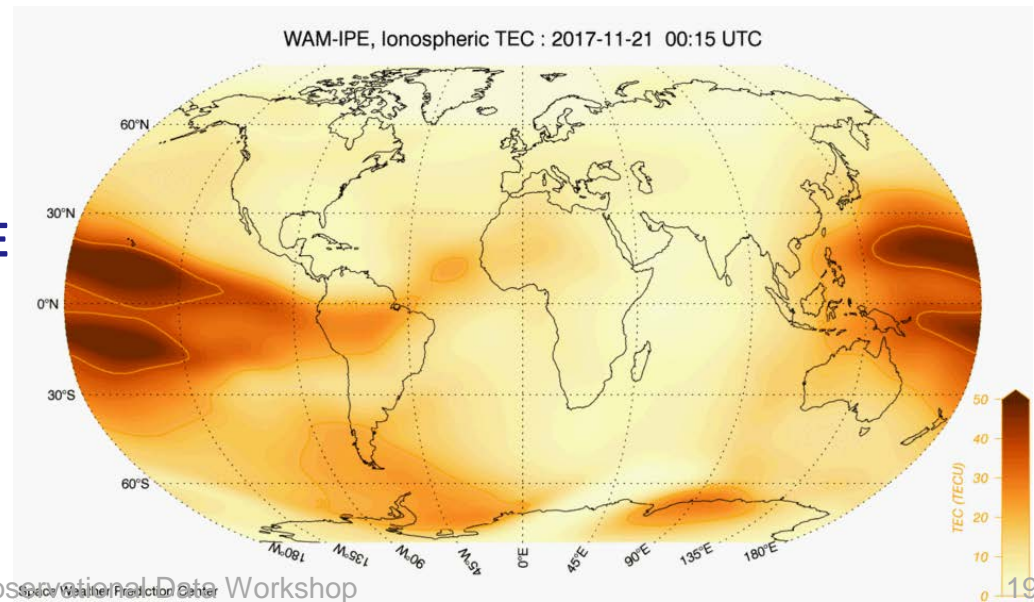 WAM-IPE, Ionospheric TEC : 2017-11-21 00:15 UTC
60°N
30°N
E
0°N
30°S
60°S
180°W
135°W
90°W
45°W
0°E
45°E
90°E
135°E
180°E
50
40
30
20
10
0
TEC (TECU)
Space Weather Prediction Center
bservational Data Workshop
19